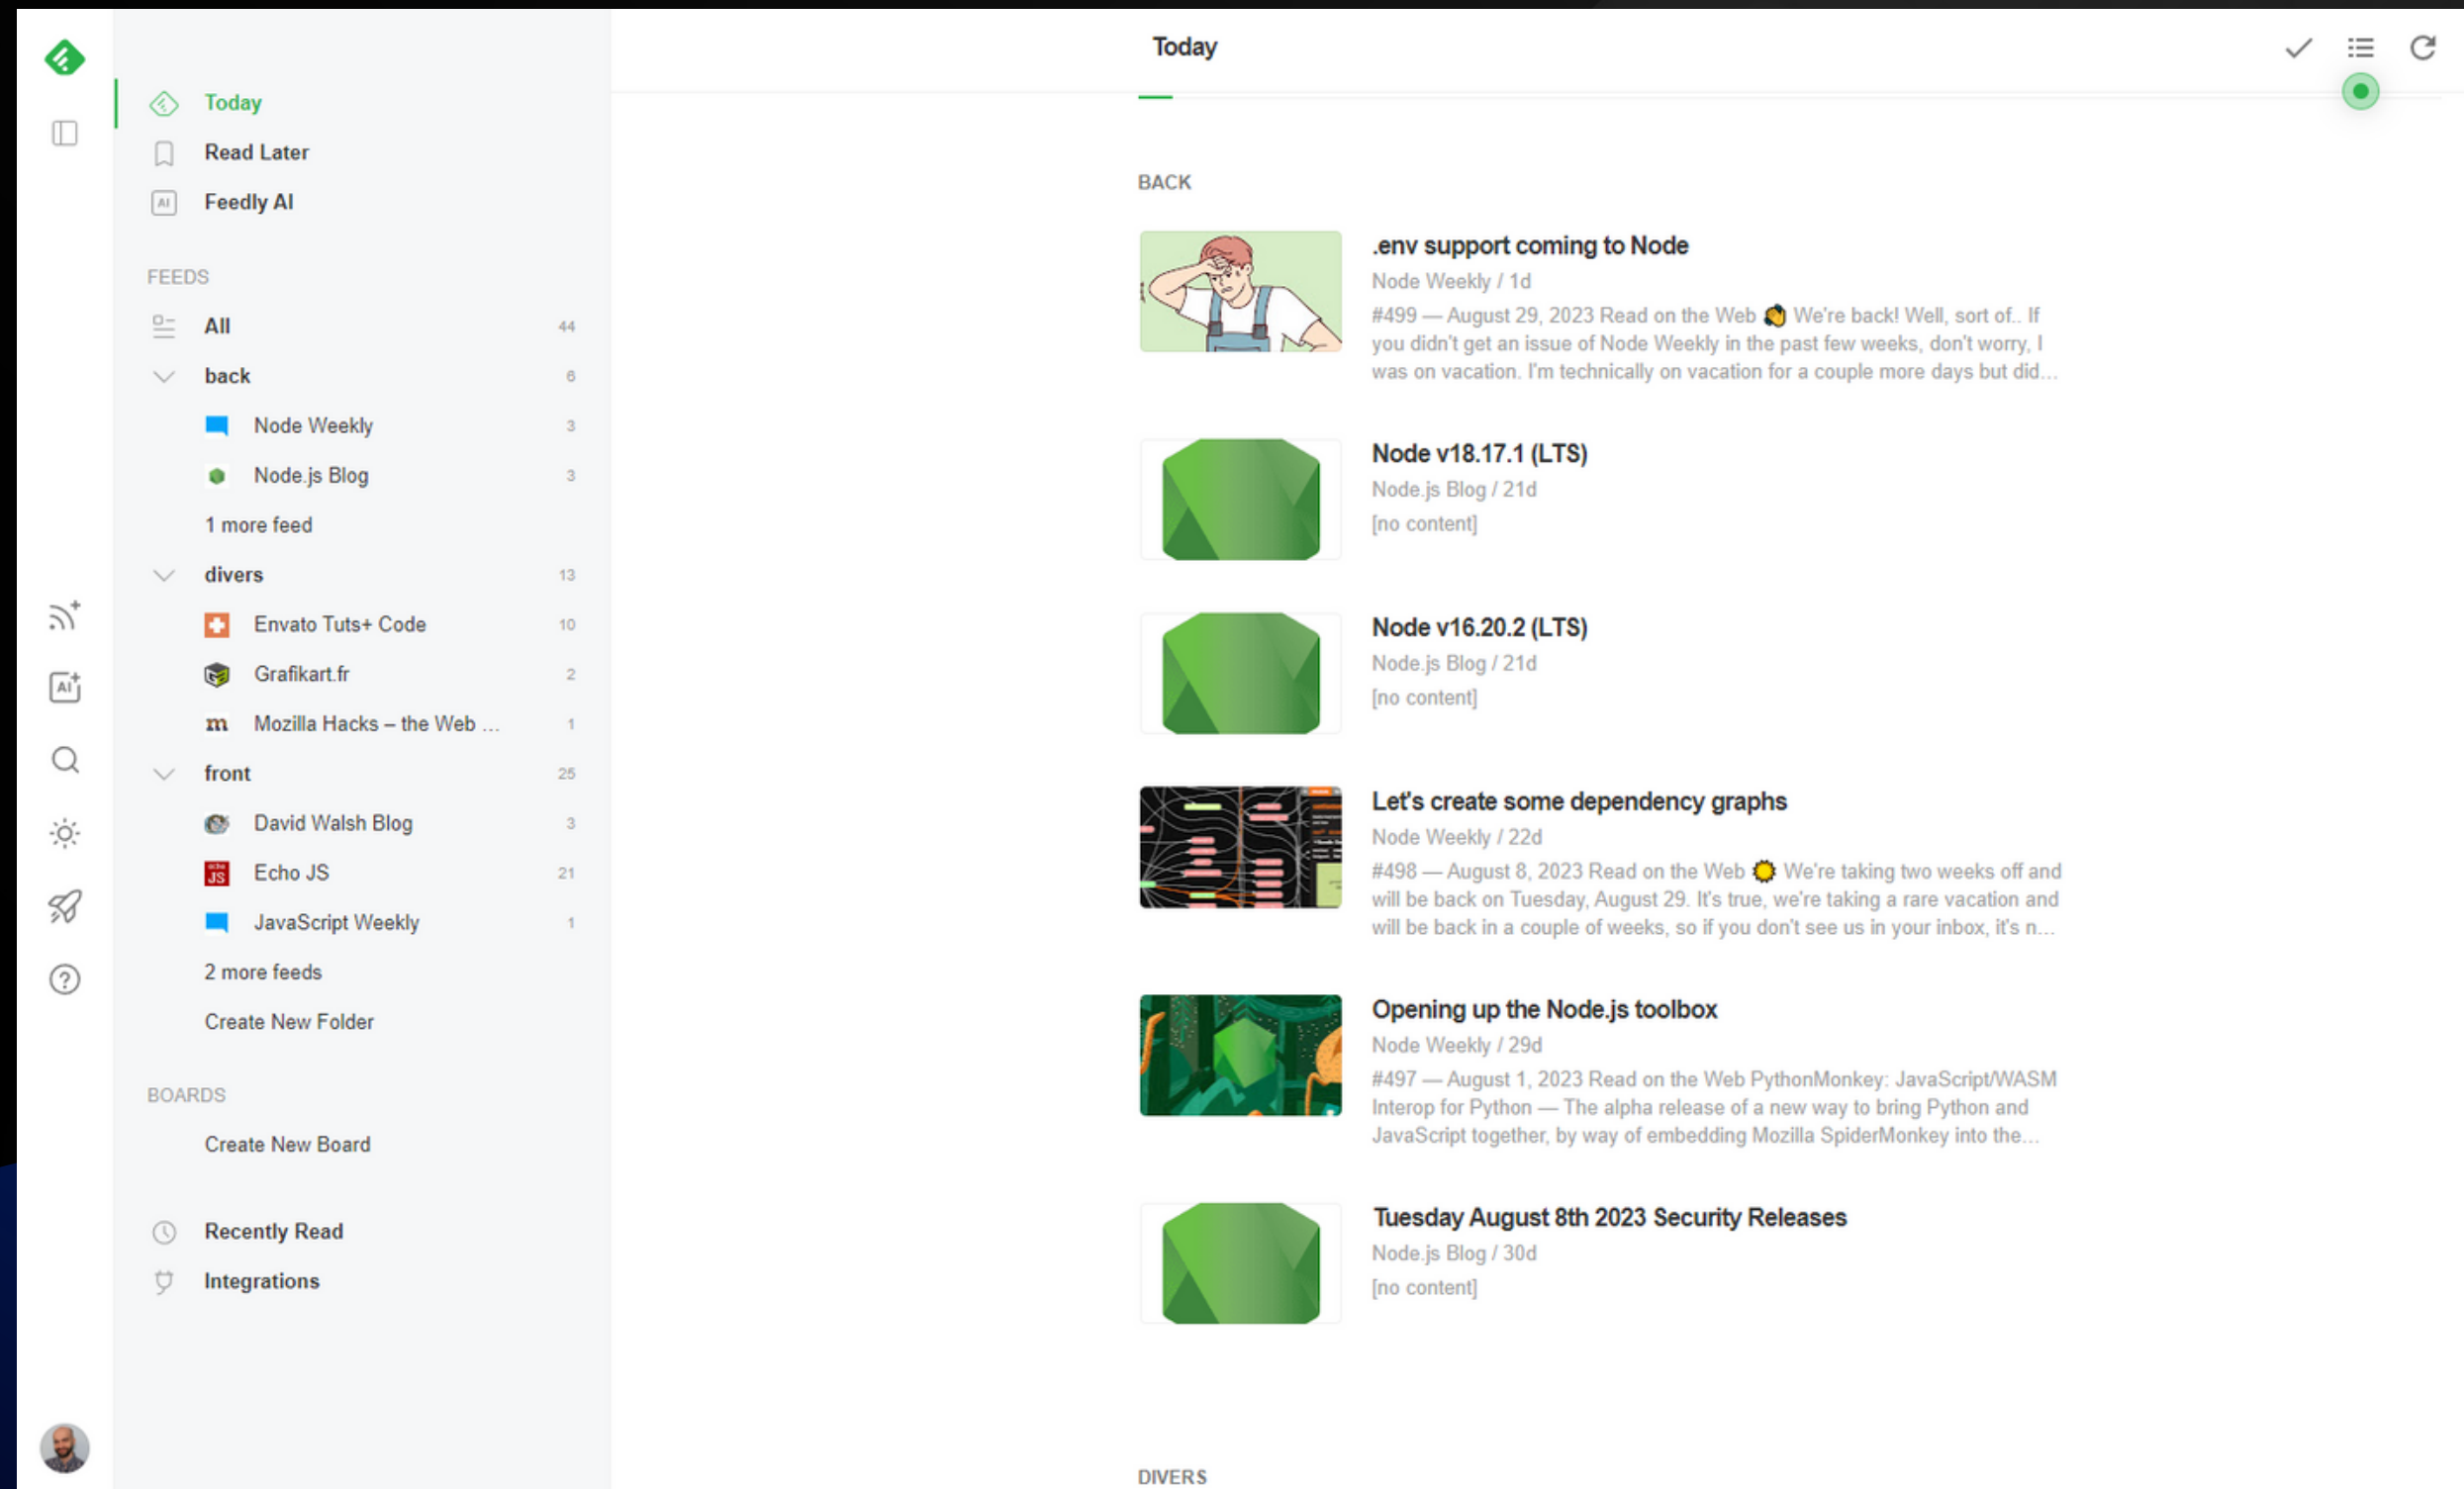 Today
Read Later
AI
Feedly AI
FEEDS
All 44
back 6
Node Weekly 3
Node.js Blog 3
1 more feed
divers 13
Envato Tuts+ Code 10
Grafikart.fr 2
m
Mozilla Hacks – the Web ... 1
front 25
David Walsh Blog 3
echo
JS
Echo JS 21
JavaScript Weekly 1
2 more feeds
Create New Folder
BOARDS
Create New Board
Recently Read
Integrations
AI
Today
BACK
.env support coming to Node
Node Weekly / 1d
#499 — August 29, 2023 Read on the Web 👋 We're back! Well, sort of.. If
you didn't get an issue of Node Weekly in the past few weeks, don't worry, I
was on vacation. I'm technically on vacation for a couple more days but did...
Node v18.17.1 (LTS)
Node.js Blog / 21d
[no content]
Node v16.20.2 (LTS)
Node.js Blog / 21d
[no content]
Let's create some dependency graphs
Node Weekly / 22d
#498 — August 8, 2023 Read on the Web We're taking two weeks off and
will be back on Tuesday, August 29. It's true, we're taking a rare vacation and
will be back in a couple of weeks, so if you don't see us in your inbox, it's n...
Opening up the Node.js toolbox
Node Weekly / 29d
#497 — August 1, 2023 Read on the Web PythonMonkey: JavaScript/WASM
Interop for Python — The alpha release of a new way to bring Python and
JavaScript together, by way of embedding Mozilla SpiderMonkey into the...
Tuesday August 8th 2023 Security Releases
Node.js Blog / 30d
[no content]
DIVERS